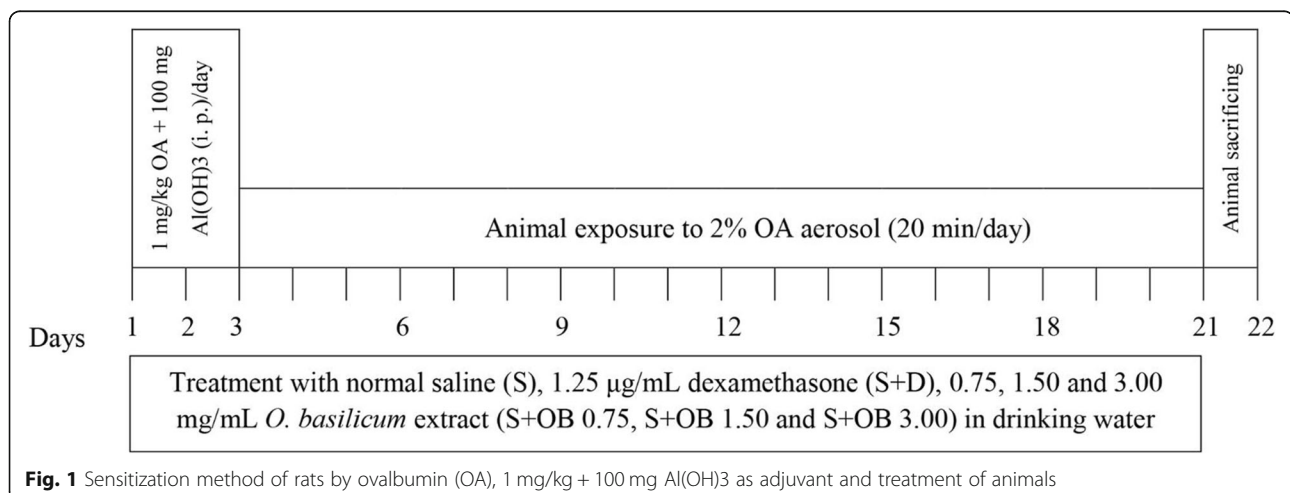 1 mg/kg OA + 100 mg
Al(OH)3 (i. p.)/day
Animal sacrificing
Animal exposure to 2% OA aerosol (20 min/day)
Days 1 2 3 6 9 12 15 18 21 22
Treatment with normal saline (S), 1.25 µg/mL dexamethasone (S+D), 0.75, 1.50 and 3.00
mg/mL O. basilicum extract (S+OB 0.75, S+OB 1.50 and S+OB 3.00) in drinking water
Fig. 1 Sensitization method of rats by ovalbumin (OA), 1 mg/kg + 100 mg Al(OH)3 as adjuvant and treatment of animals